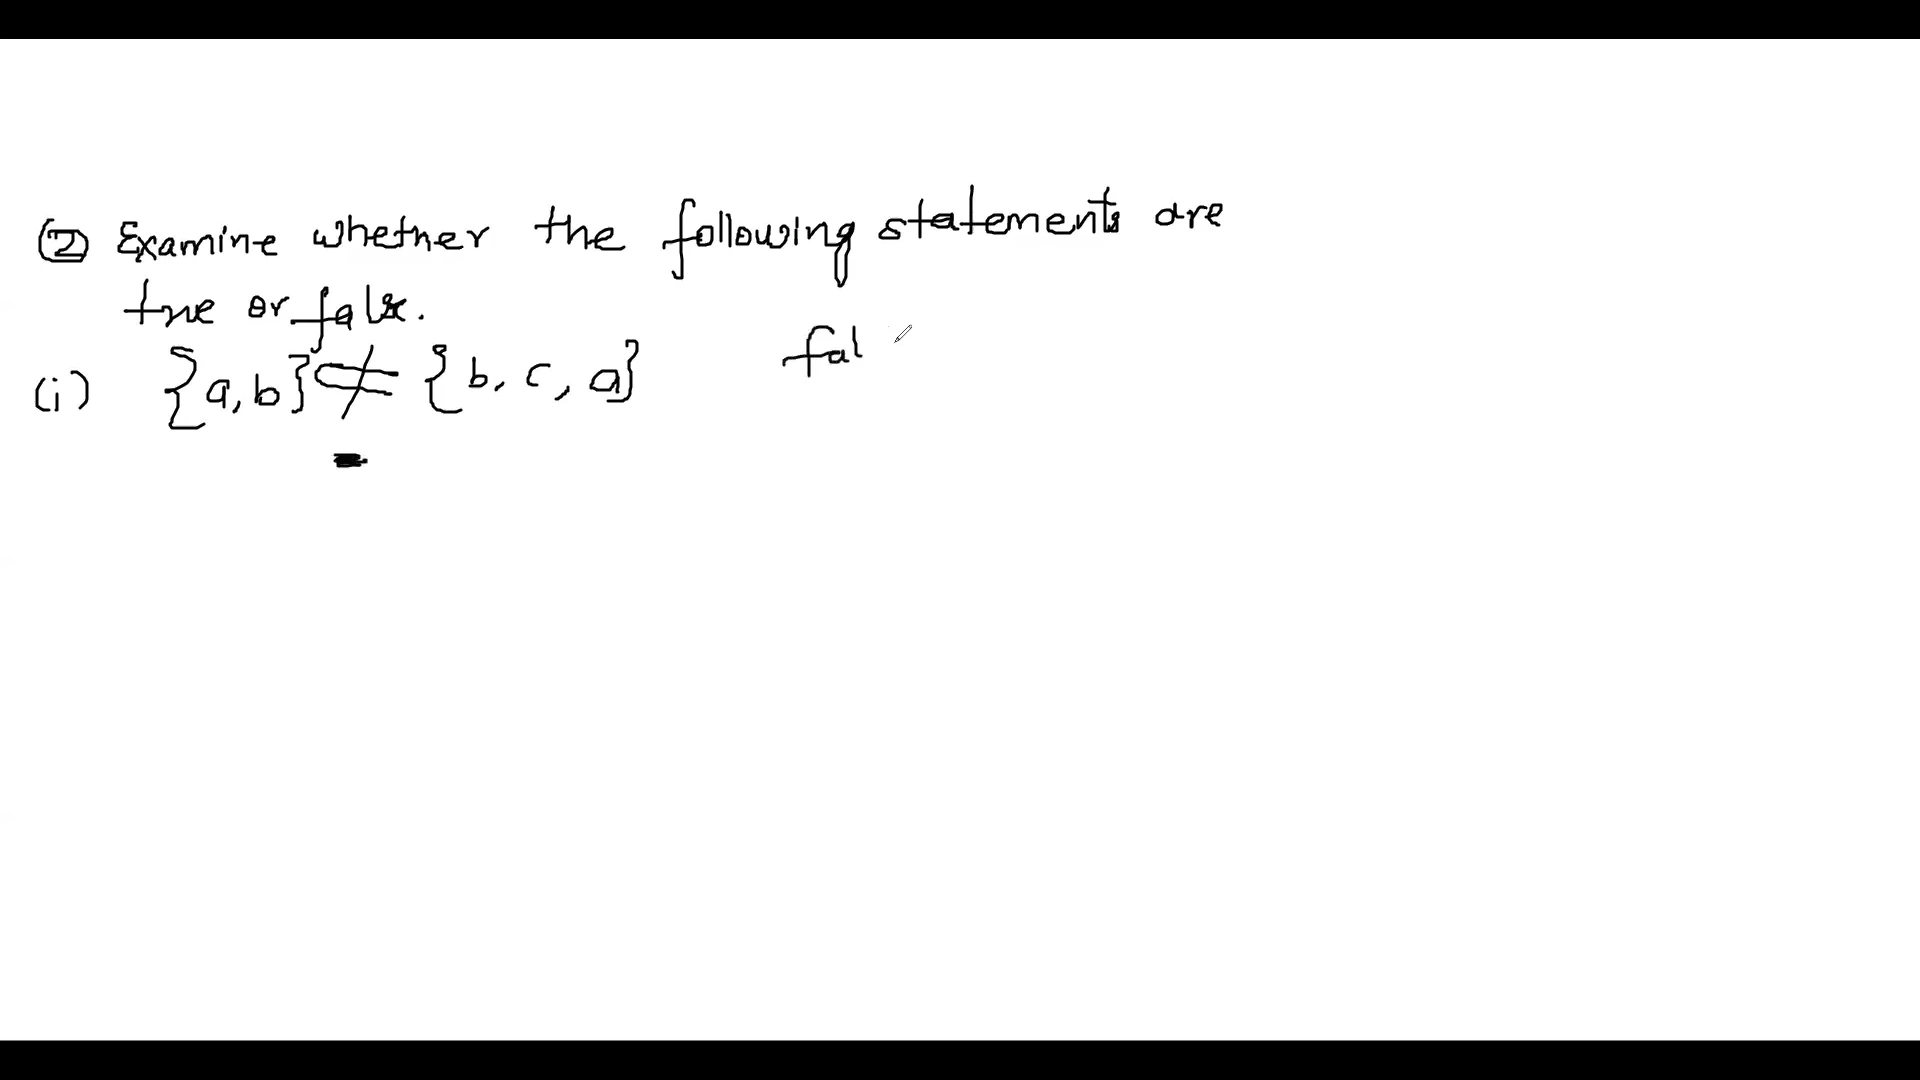 (2) Examine whether the following statements are
true or false.
(i) {a, b} ⊄ {b, c, a} fal